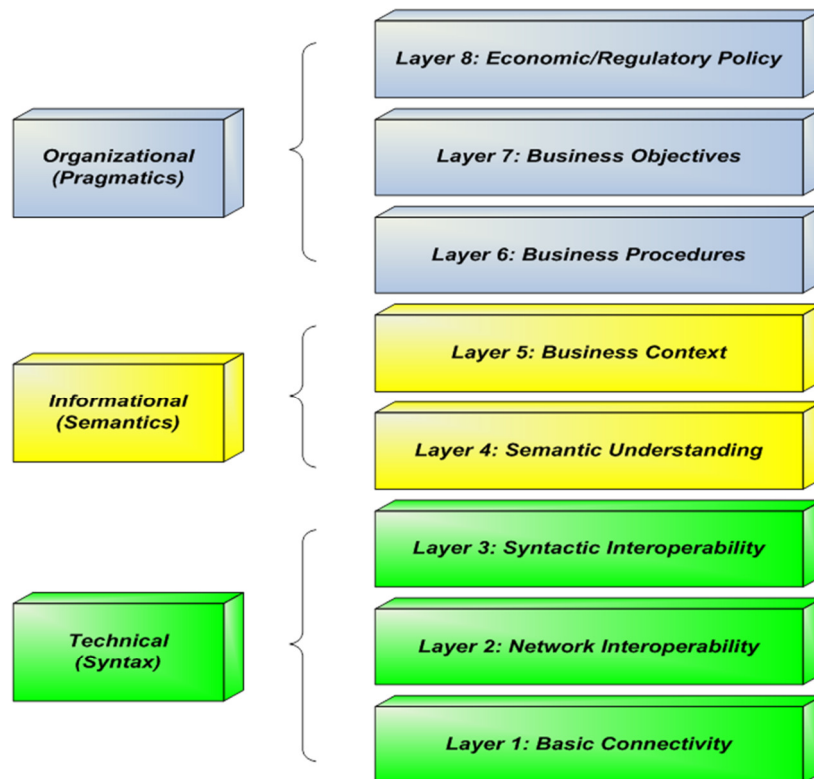 Layer 8: Economic/Regulatory Policy
Organizational
(Pragmatics)
Layer 7: Business Objectives
Layer 6: Business Procedures
Layer 5: Business Context
Informational
(Semantics)
Layer 4: Semantic Understanding
Layer 3: Syntactic Interoperability
Technical
(Syntax)
Layer 2: Network Interoperability
Layer 1: Basic Connectivity